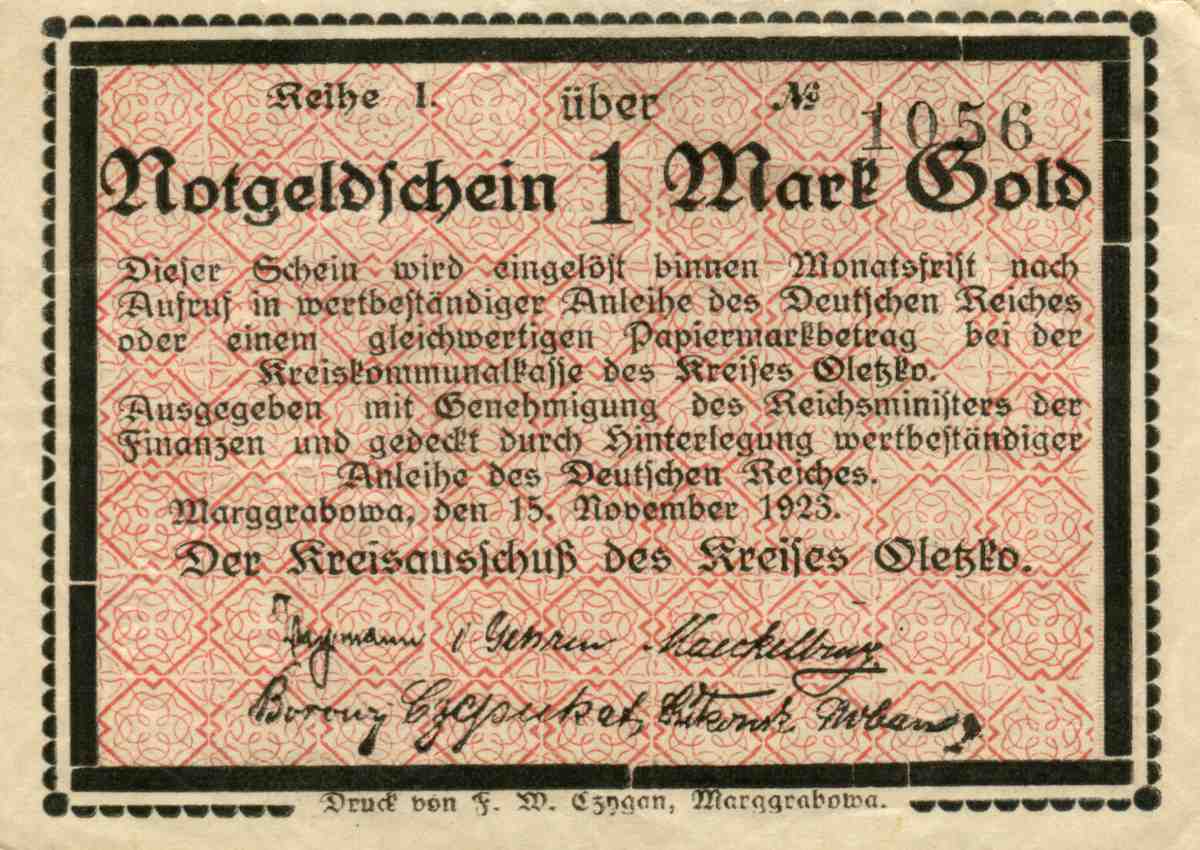 Reihe I. über № 1056
Notgeldschein 1 Mark Gold
Dieser Schein wird eingelöst binnen Monatsfrist nach
Aufruf in wertbeständiger Anleihe des Deutschen Reiches
oder einem gleichwertigen Papiermarkbetrag bei der
Kreiskommunalkasse des Kreises Oletzko.
Ausgegeben mit Genehmigung des Reichsministers der
Finanzen und gedeckt durch Hinterlegung wertbeständiger
Anleihe des Deutschen Reiches.
Marggrabowa, den 15. November 1923.
Der Kreisausschuß des Kreises Oletzko.
Druck von F. W. Czygan, Marggrabowa.